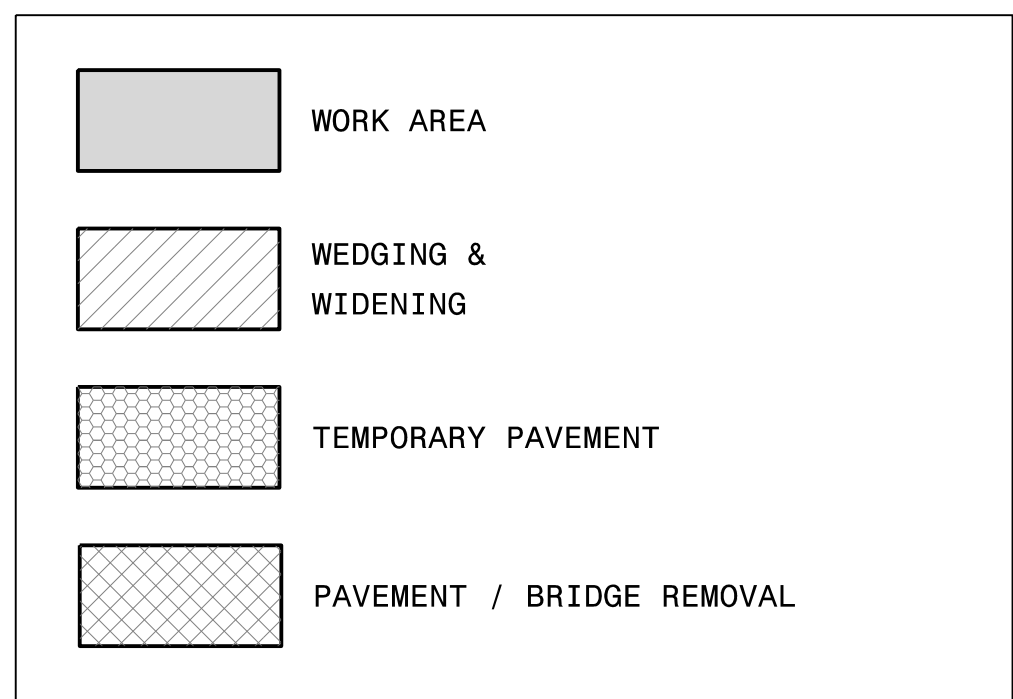 WORK AREA
WEDGING &
WIDENING
TEMPORARY PAVEMENT
PAVEMENT / BRIDGE REMOVAL